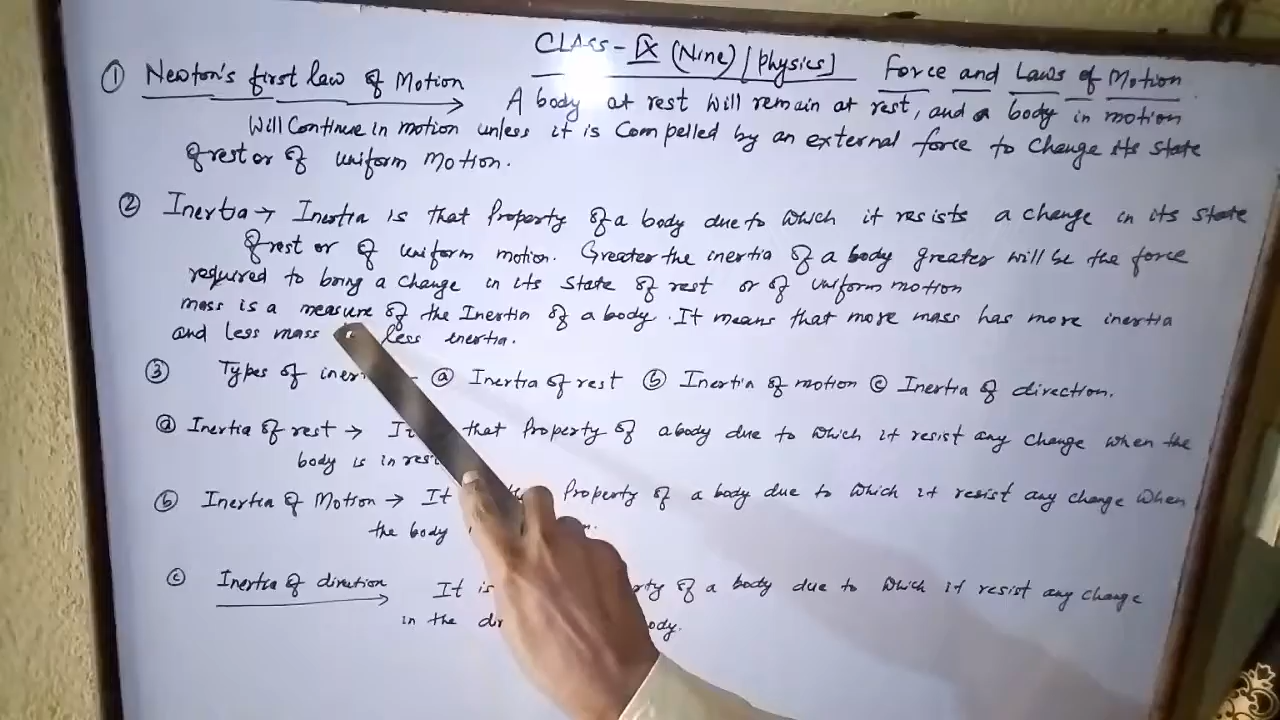 CLASS - IX (Nine) [Physics]
Force and Laws of Motion
① Newton's first law of Motion → A body at rest will remain at rest, and a body in motion
Will Continue in motion unless it is Compelled by an external force to Change its State
of rest or of uniform Motion.
② Inertia → Inertia is that Property of a body due to which it resists a change in its state
of rest or of uniform motion. Greater the inertia of a body greater will be the force
required to bring a change in its State of rest or of uniform motion
mass is a measure of the Inertia of a body. It means that more mass has more inertia
and less mass less inertia.
③ Types of - ⓐ Inertia of rest ⓑ Inertia of motion ⓒ Inertia of direction.
ⓐ Inertia of rest → that Property of a body due to which it resist any Change when the
body is in
ⓑ Inertia of Motion → It Property of a body due to which it resist any change when
the body
ⓒ Inertia of direction → It is of a body due to which it resist any change
in the